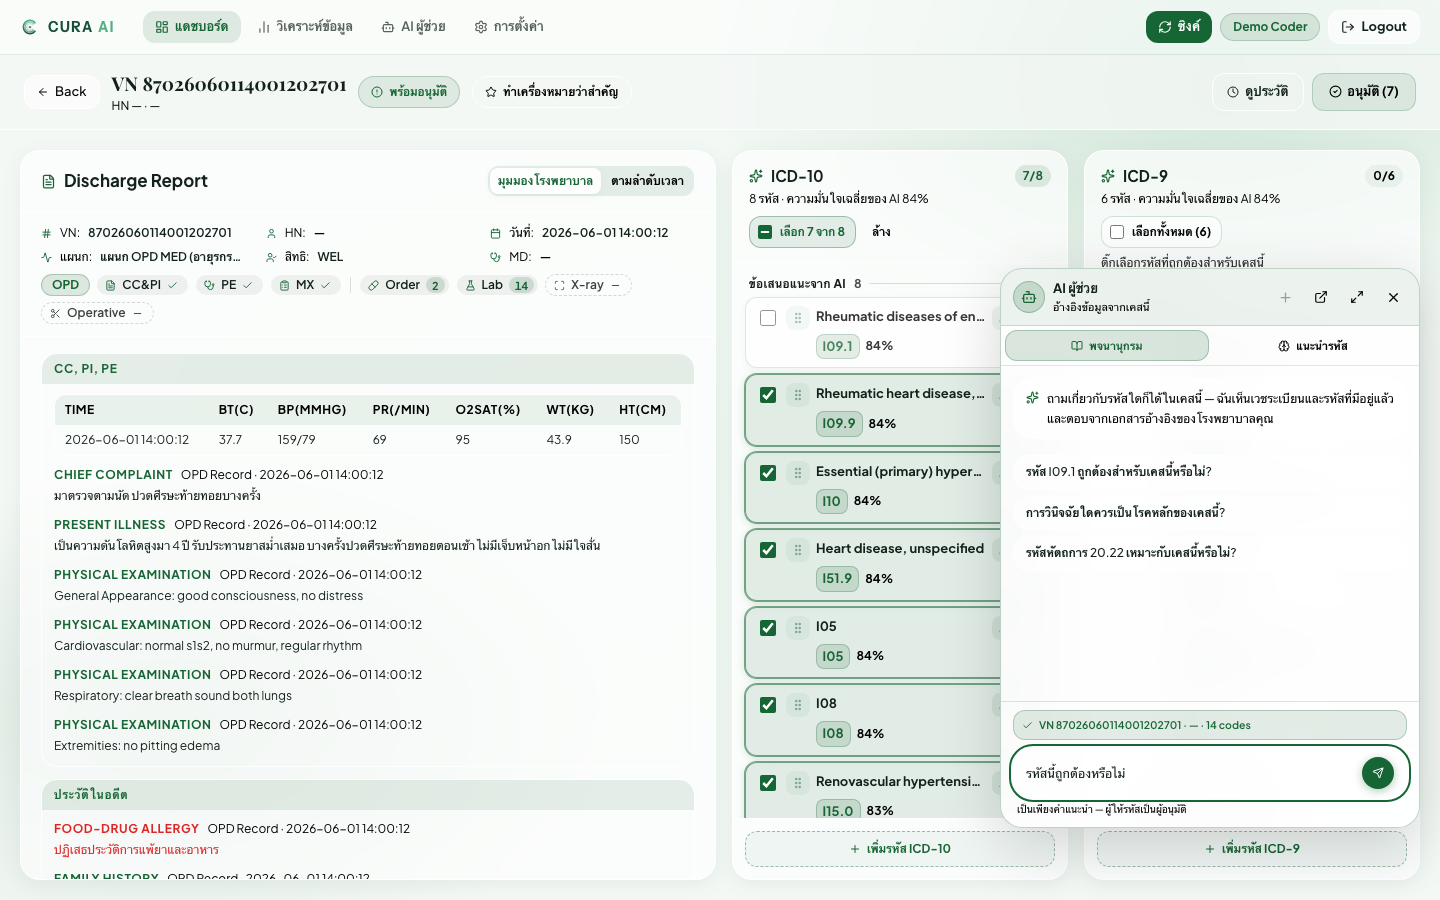 CURA AI
แดชบอร์ด
วิเคราะห์ข้อมูล
AI ผู้ช่วย
การตั้งค่า
ซิงค์
Demo Coder
Logout
Back
VN 87026060114001202701
HN — · —
พร้อมอนุมัติ
ทำเครื่องหมายว่าสำคัญ
ดูประวัติ
อนุมัติ (7)
Discharge Report
มุมมองโรงพยาบาล
ตามลำดับเวลา
VN: 87026060114001202701
HN: —
วันที่: 2026-06-01 14:00:12
แผนก: แผนก OPD MED (อายุรกร...
สิทธิ: WEL
MD: —
OPD
CC&PI
PE
MX
Order 2
Lab 14
X-ray —
Operative —
CC, PI, PE
TIME BT(C) BP(MMHG) PR(/MIN) O2SAT(%) WT(KG) HT(CM)
2026-06-01 14:00:12 37.7 159/79 69 95 43.9 150
CHIEF COMPLAINT OPD Record · 2026-06-01 14:00:12
มาตรวจตามนัด ปวดศีรษะท้ายทอยบางครั้ง
PRESENT ILLNESS OPD Record · 2026-06-01 14:00:12
เป็นความดันโลหิตสูงมา 4 ปี รับประทานยาสม่ำเสมอ บางครั้งปวดศีรษะท้ายทอยตอนเช้า ไม่มีเจ็บหน้าอก ไม่มีใจสั่น
PHYSICAL EXAMINATION OPD Record · 2026-06-01 14:00:12
General Appearance: good consciousness, no distress
PHYSICAL EXAMINATION OPD Record · 2026-06-01 14:00:12
Cardiovascular: normal s1s2, no murmur, regular rhythm
PHYSICAL EXAMINATION OPD Record · 2026-06-01 14:00:12
Respiratory: clear breath sound both lungs
PHYSICAL EXAMINATION OPD Record · 2026-06-01 14:00:12
Extremities: no pitting edema
ประวัติในอดีต
FOOD-DRUG ALLERGY OPD Record · 2026-06-01 14:00:12
ปฏิเสธประวัติการแพ้ยาและอาหาร
FAMILY HISTORY OPD Record · 2026-06-01 14:00:12
ICD-10
7/8
8 รหัส · ความมั่นใจเฉลี่ยของ AI 84%
เลือก 7 จาก 8
ล้าง
ข้อเสนอแนะจาก AI 8
Rheumatic diseases of en...
I09.1 84%
Rheumatic heart disease,...
I09.9 84%
Essential (primary) hyper...
I10 84%
Heart disease, unspecified
I51.9 84%
I05
I05 84%
I08
I08 84%
Renovascular hypertensi...
I15.0 83%
เพิ่มรหัส ICD-10
ICD-9
0/6
6 รหัส · ความมั่นใจเฉลี่ยของ AI 84%
เลือกทั้งหมด (6)
ติ๊กเลือกรหัสที่ถูกต้องสำหรับเคสนี้
AI ผู้ช่วย
อ้างอิงข้อมูลจากเคสนี้
พจนานุกรม
แนะนำรหัส
ถามเกี่ยวกับรหัสใดก็ได้ในเคสนี้ — ฉันเห็นเวชระเบียนและรหัสที่มีอยู่แล้ว
และตอบจากเอกสารอ้างอิงของโรงพยาบาลคุณ
รหัส I09.1 ถูกต้องสำหรับเคสนี้หรือไม่?
การวินิจฉัยใดควรเป็นโรคหลักของเคสนี้?
รหัสหัตถการ 20.22 เหมาะกับเคสนี้หรือไม่?
VN 87026060114001202701 · — · 14 codes
รหัสนี้ถูกต้องหรือไม่
เป็นเพียงคำแนะนำ — ผู้ให้รหัสเป็นผู้อนุมัติ
เพิ่มรหัส ICD-9